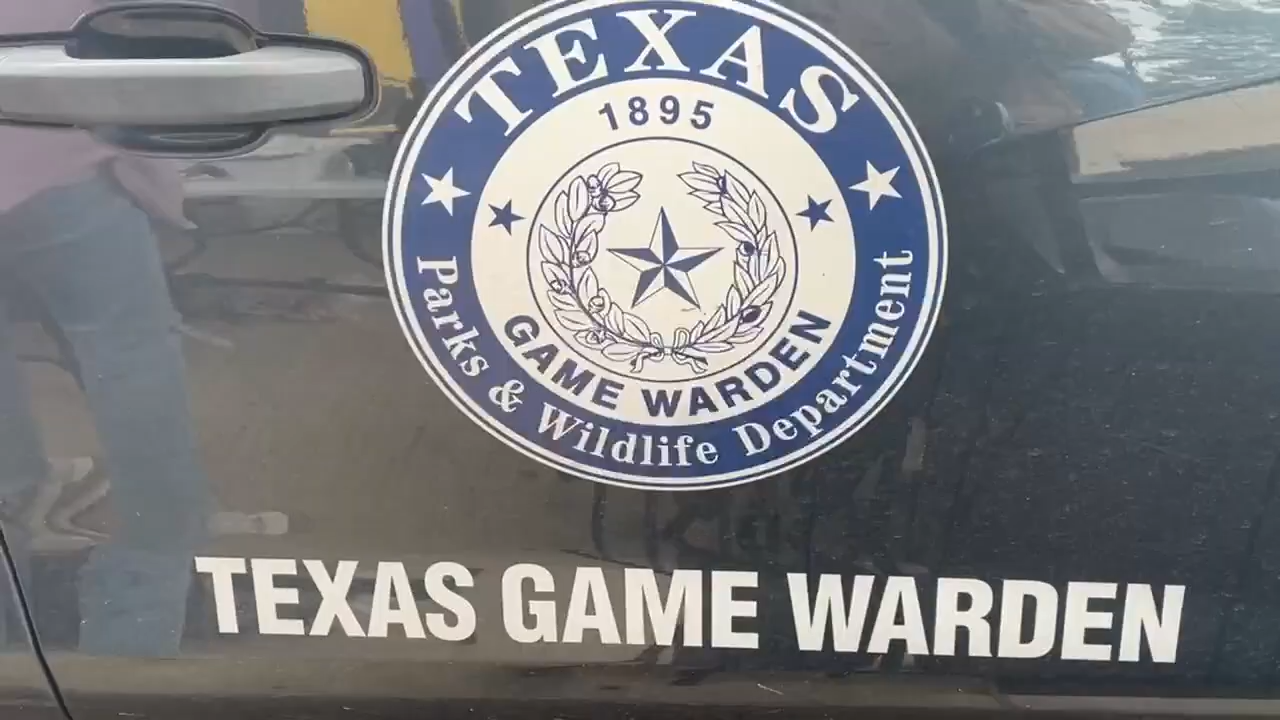 TEXAS
1895
GAME WARDEN
Parks & Wildlife Department
TEXAS GAME WARDEN